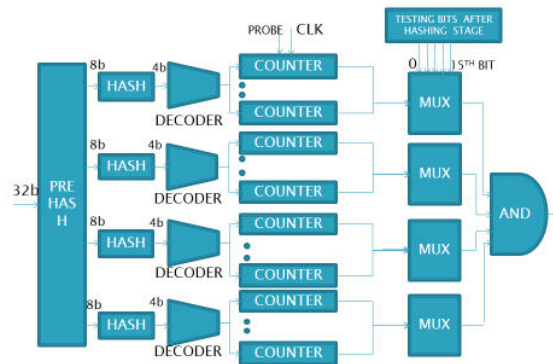 TESTING BITS AFTER
HASHING STAGE
PROBE CLK
0 15TH BIT
8b HASH 4b
DECODER
COUNTER
COUNTER
MUX
8b HASH 4b
DECODER
COUNTER
COUNTER
MUX
32b
PRE
HAS
H
AND
8b HASH 4b
DECODER
COUNTER
COUNTER
MUX
8b HASH 4b
DECODER
COUNTER
COUNTER
MUX